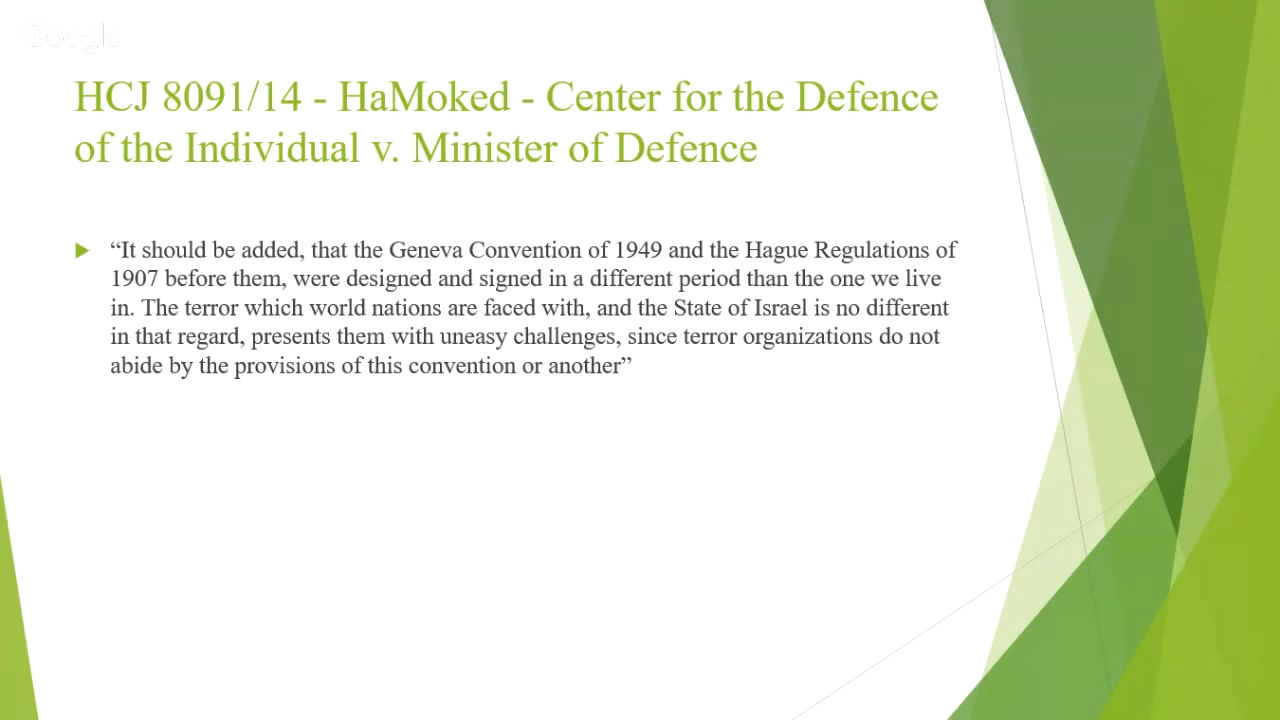 Google
HCJ 8091/14 - HaMoked - Center for the Defence
of the Individual v. Minister of Defence
“It should be added, that the Geneva Convention of 1949 and the Hague Regulations of
1907 before them, were designed and signed in a different period than the one we live
in. The terror which world nations are faced with, and the State of Israel is no different
in that regard, presents them with uneasy challenges, since terror organizations do not
abide by the provisions of this convention or another”